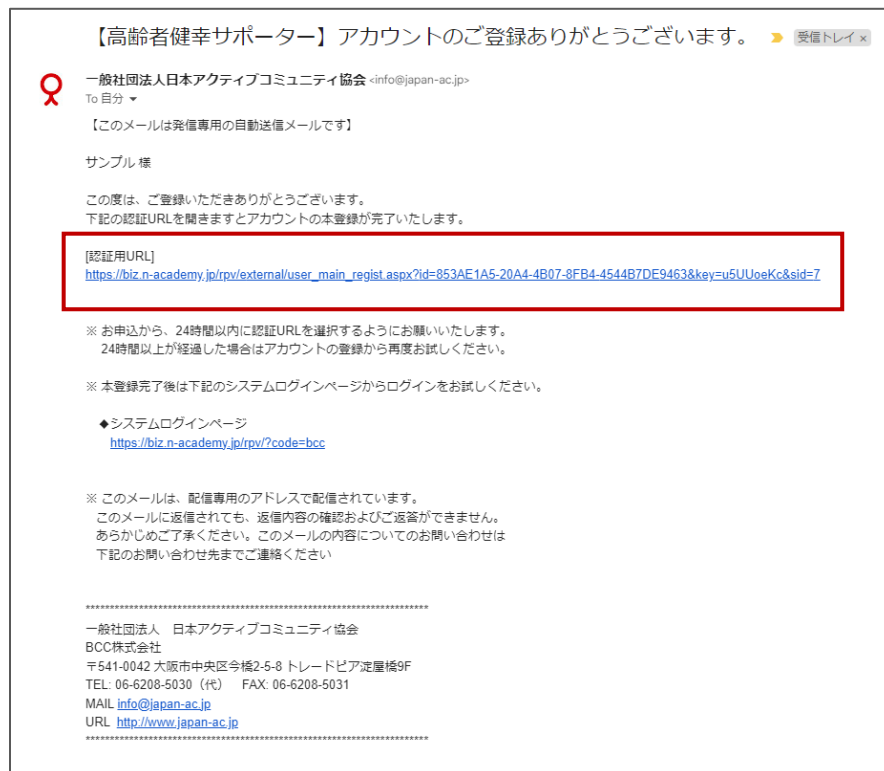 【高齢者健幸サポーター】アカウントのご登録ありがとうございます。 受信トレイ ×
一般社団法人日本アクティブコミュニティ協会 <info@japan-ac.jp>
To 自分
【このメールは発信専用の自動送信メールです】
サンプル 様
この度は、ご登録いただきありがとうございます。
下記の認証URLを開きますとアカウントの本登録が完了いたします。
[認証用URL]
https://biz.n-academy.jp/rpv/external/user_main_regist.aspx?id=853AE1A5-20A4-4B07-8FB4-4544B7DE9463&key=u5UUoeKc&sid=7
※ お申込から、24時間以内に認証URLを選択するようにお願いいたします。
24時間以上が経過した場合はアカウントの登録から再度お試しください。
※ 本登録完了後は下記のシステムログインページからログインをお試しください。
◆システムログインページ
https://biz.n-academy.jp/rpv/?code=bcc
※ このメールは、配信専用のアドレスで配信されています。
このメールに返信されても、返信内容の確認およびご返答ができません。
あらかじめご了承ください。このメールの内容についてのお問い合わせは
下記のお問い合わせ先までご連絡ください
**********************************************************************
一般社団法人 日本アクティブコミュニティ協会
BCC株式会社
〒541-0042 大阪市中央区今橋2-5-8 トレードピア淀屋橋9F
TEL: 06-6208-5030（代） FAX: 06-6208-5031
MAIL info@japan-ac.jp
URL http://www.japan-ac.jp
**********************************************************************